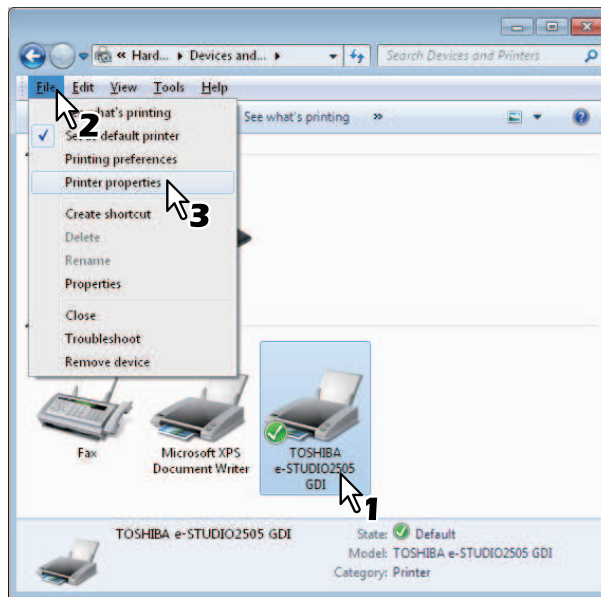 « Hard... ▸ Devices and... ▸
Search Devices and Printers
File Edit View Tools Help
2
See what's printing »
what's printing
default printer
Printing preferences
Printer properties
3
Create shortcut
Delete
Rename
Properties
Close
Troubleshoot
Remove device
Fax
Microsoft XPS
Document Writer
TOSHIBA
e-STUDIO2505
GDI
1
TOSHIBA e-STUDIO2505 GDI
State: Default
Model: TOSHIBA e-STUDIO2505 GDI
Category: Printer